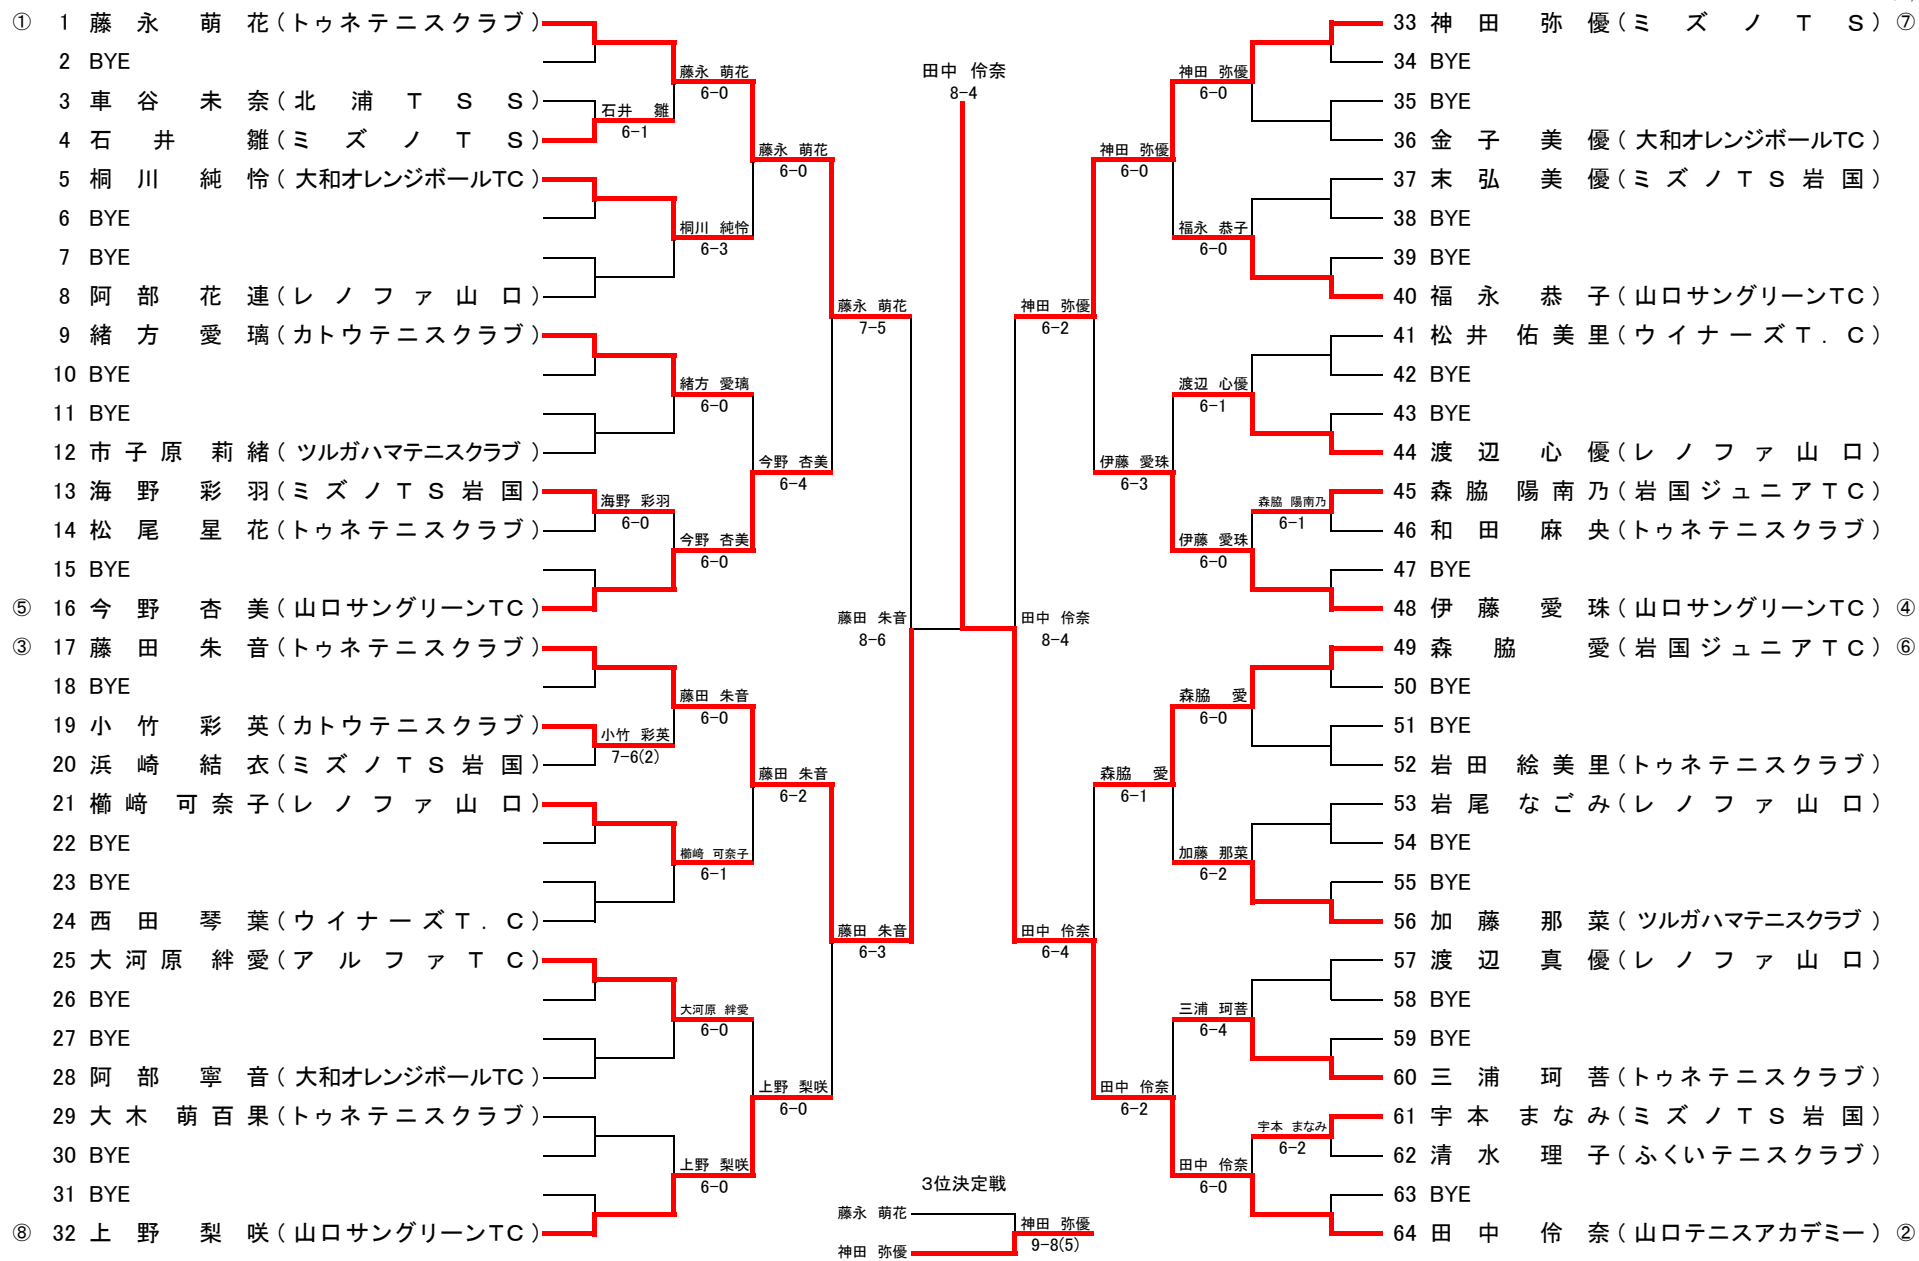 ① 1 藤永 萌花(トゥネテニスクラブ)
2 BYE
3 車谷 未奈(北浦TSS)
4 石井 雛(ミズノTS)
5 桐川 純怜(大和オレンジボールTC)
6 BYE
7 BYE
8 阿部 花連(レノファ山口)
9 緒方 愛璃(カトウテニスクラブ)
10 BYE
11 BYE
12 市子原 莉緒(ツルガハマテニスクラブ)
13 海野 彩羽(ミズノTS岩国)
14 松尾 星花(トゥネテニスクラブ)
15 BYE
⑤ 16 今野 杏美(山口サングリーンTC)
③ 17 藤田 朱音(トゥネテニスクラブ)
18 BYE
19 小竹 彩英(カトウテニスクラブ)
20 浜崎 結衣(ミズノTS岩国)
21 櫛﨑 可奈子(レノファ山口)
22 BYE
23 BYE
24 西田 琴葉(ウイナーズT.C)
25 大河原 絆愛(アルファTC)
26 BYE
27 BYE
28 阿部 寧音(大和オレンジボールTC)
29 大木 萌百果(トゥネテニスクラブ)
30 BYE
31 BYE
⑧ 32 上野 梨咲(山口サングリーンTC)
石井 雛
6-1
海野 彩羽
6-0
小竹 彩英
7-6(2)
藤永 萌花
6-0
桐川 純怜
6-3
緒方 愛璃
6-0
今野 杏美
6-0
藤田 朱音
6-0
櫛﨑 可奈子
6-1
大河原 絆愛
6-0
上野 梨咲
6-0
藤永 萌花
6-0
今野 杏美
6-4
藤田 朱音
6-2
上野 梨咲
6-0
藤永 萌花
7-5
藤田 朱音
6-3
藤田 朱音
8-6
田中 伶奈
8-4
田中 伶奈
8-4
神田 弥優
6-2
田中 伶奈
6-4
神田 弥優
6-0
伊藤 愛珠
6-3
森脇 愛
6-1
田中 伶奈
6-2
神田 弥優
6-0
福永 恭子
6-0
渡辺 心優
6-1
伊藤 愛珠
6-0
森脇 愛
6-0
加藤 那菜
6-2
三浦 珂菩
6-4
田中 伶奈
6-0
森脇 陽南乃
6-1
宇本 まなみ
6-2
33 神田 弥優(ミズノTS) ⑦
34 BYE
35 BYE
36 金子 美優(大和オレンジボールTC)
37 末弘 美優(ミズノTS岩国)
38 BYE
39 BYE
40 福永 恭子(山口サングリーンTC)
41 松井 佑美里(ウイナーズT.C)
42 BYE
43 BYE
44 渡辺 心優(レノファ山口)
45 森脇 陽南乃(岩国ジュニアTC)
46 和田 麻央(トゥネテニスクラブ)
47 BYE
48 伊藤 愛珠(山口サングリーンTC) ④
49 森脇 愛(岩国ジュニアTC) ⑥
50 BYE
51 BYE
52 岩田 絵美里(トゥネテニスクラブ)
53 岩尾 なごみ(レノファ山口)
54 BYE
55 BYE
56 加藤 那菜(ツルガハマテニスクラブ)
57 渡辺 真優(レノファ山口)
58 BYE
59 BYE
60 三浦 珂菩(トゥネテニスクラブ)
61 宇本 まなみ(ミズノTS岩国)
62 清水 理子(ふくいテニスクラブ)
63 BYE
64 田中 伶奈(山口テニスアカデミー) ②
3位決定戦
藤永 萌花
神田 弥優
神田 弥優
9-8(5)